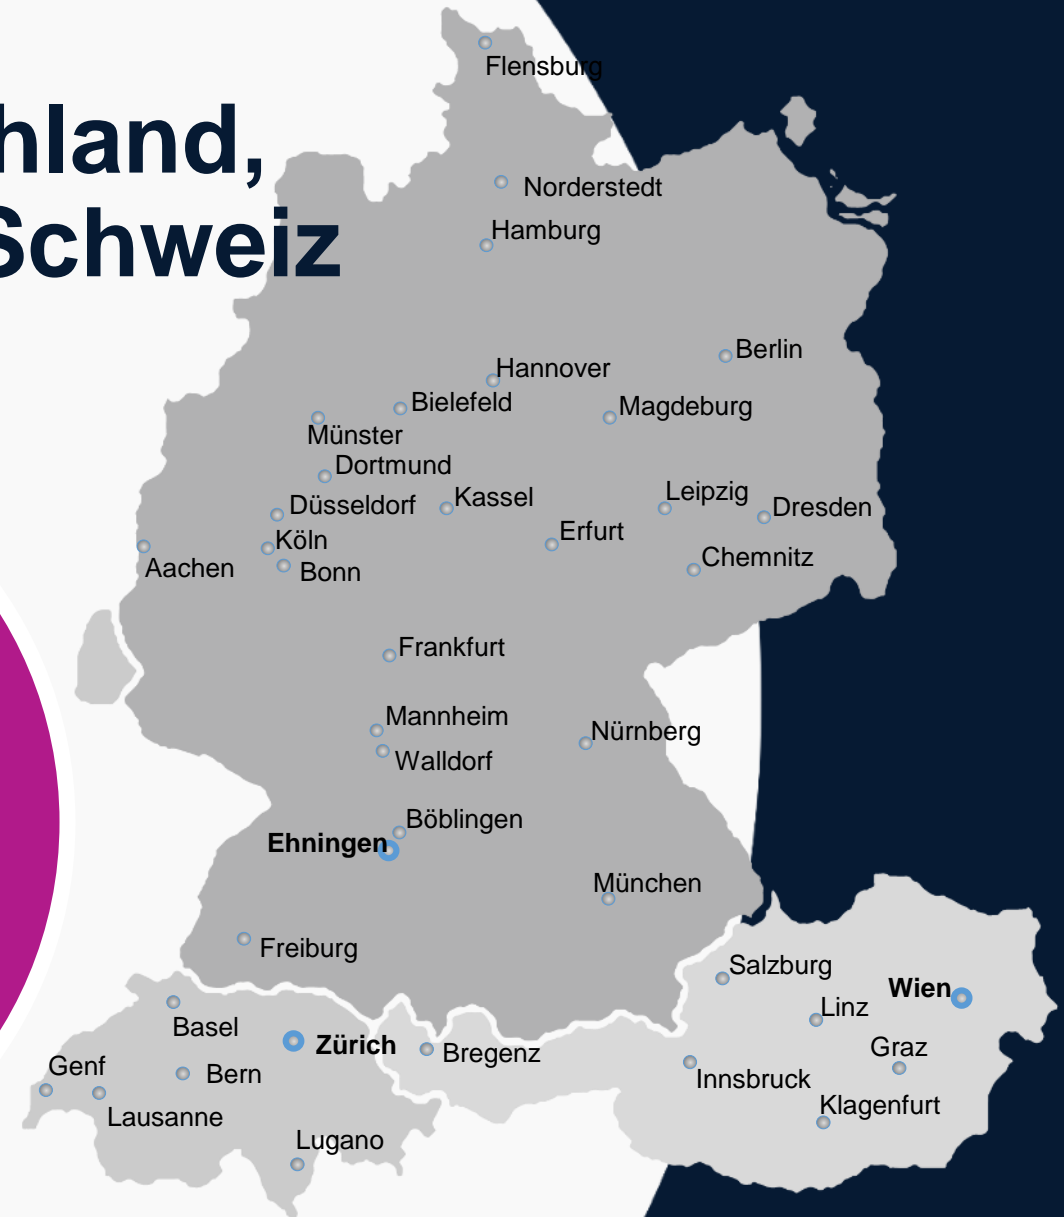 hland,
Schweiz
Flensburg
Norderstedt
Hamburg
Berlin
Hannover
Bielefeld
Magdeburg
Münster
Dortmund
Düsseldorf
Kassel
Leipzig
Dresden
Erfurt
Köln
Chemnitz
Aachen
Bonn
Frankfurt
Mannheim
Nürnberg
Walldorf
Böblingen
Ehningen
München
Freiburg
Salzburg
Wien
Linz
Basel
Zürich
Bregenz
Graz
Genf
Bern
Innsbruck
Klagenfurt
Lausanne
Lugano